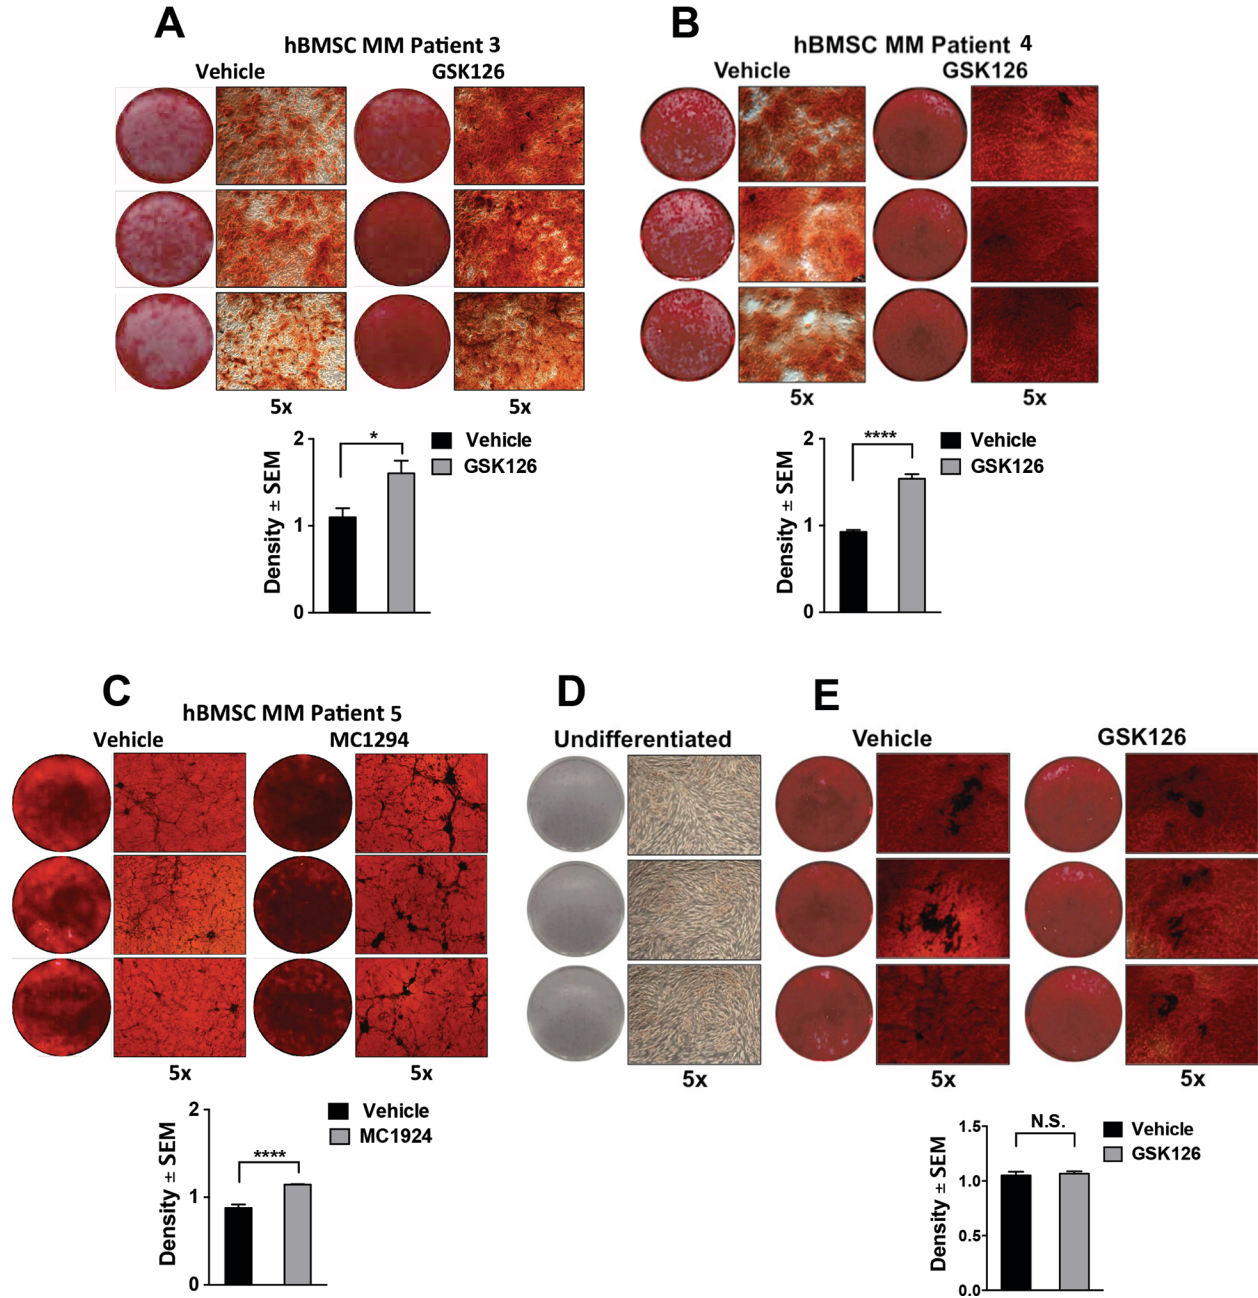 A
hBMSC MM Patient 3
Vehicle GSK126
5x 5x
2
1
0
Density ± SEM
*
Vehicle
GSK126
B
hBMSC MM Patient 4
Vehicle GSK126
5x 5x
2
1
0
Density ± SEM
****
Vehicle
GSK126
C
hBMSC MM Patient 5
Vehicle MC1294
5x 5x
2
1
0
Density ± SEM
****
Vehicle
MC1924
D
Undifferentiated
5x
E
Vehicle GSK126
5x 5x
1.5
1.0
0.5
0.0
Density ± SEM
N.S.
Vehicle
GSK126